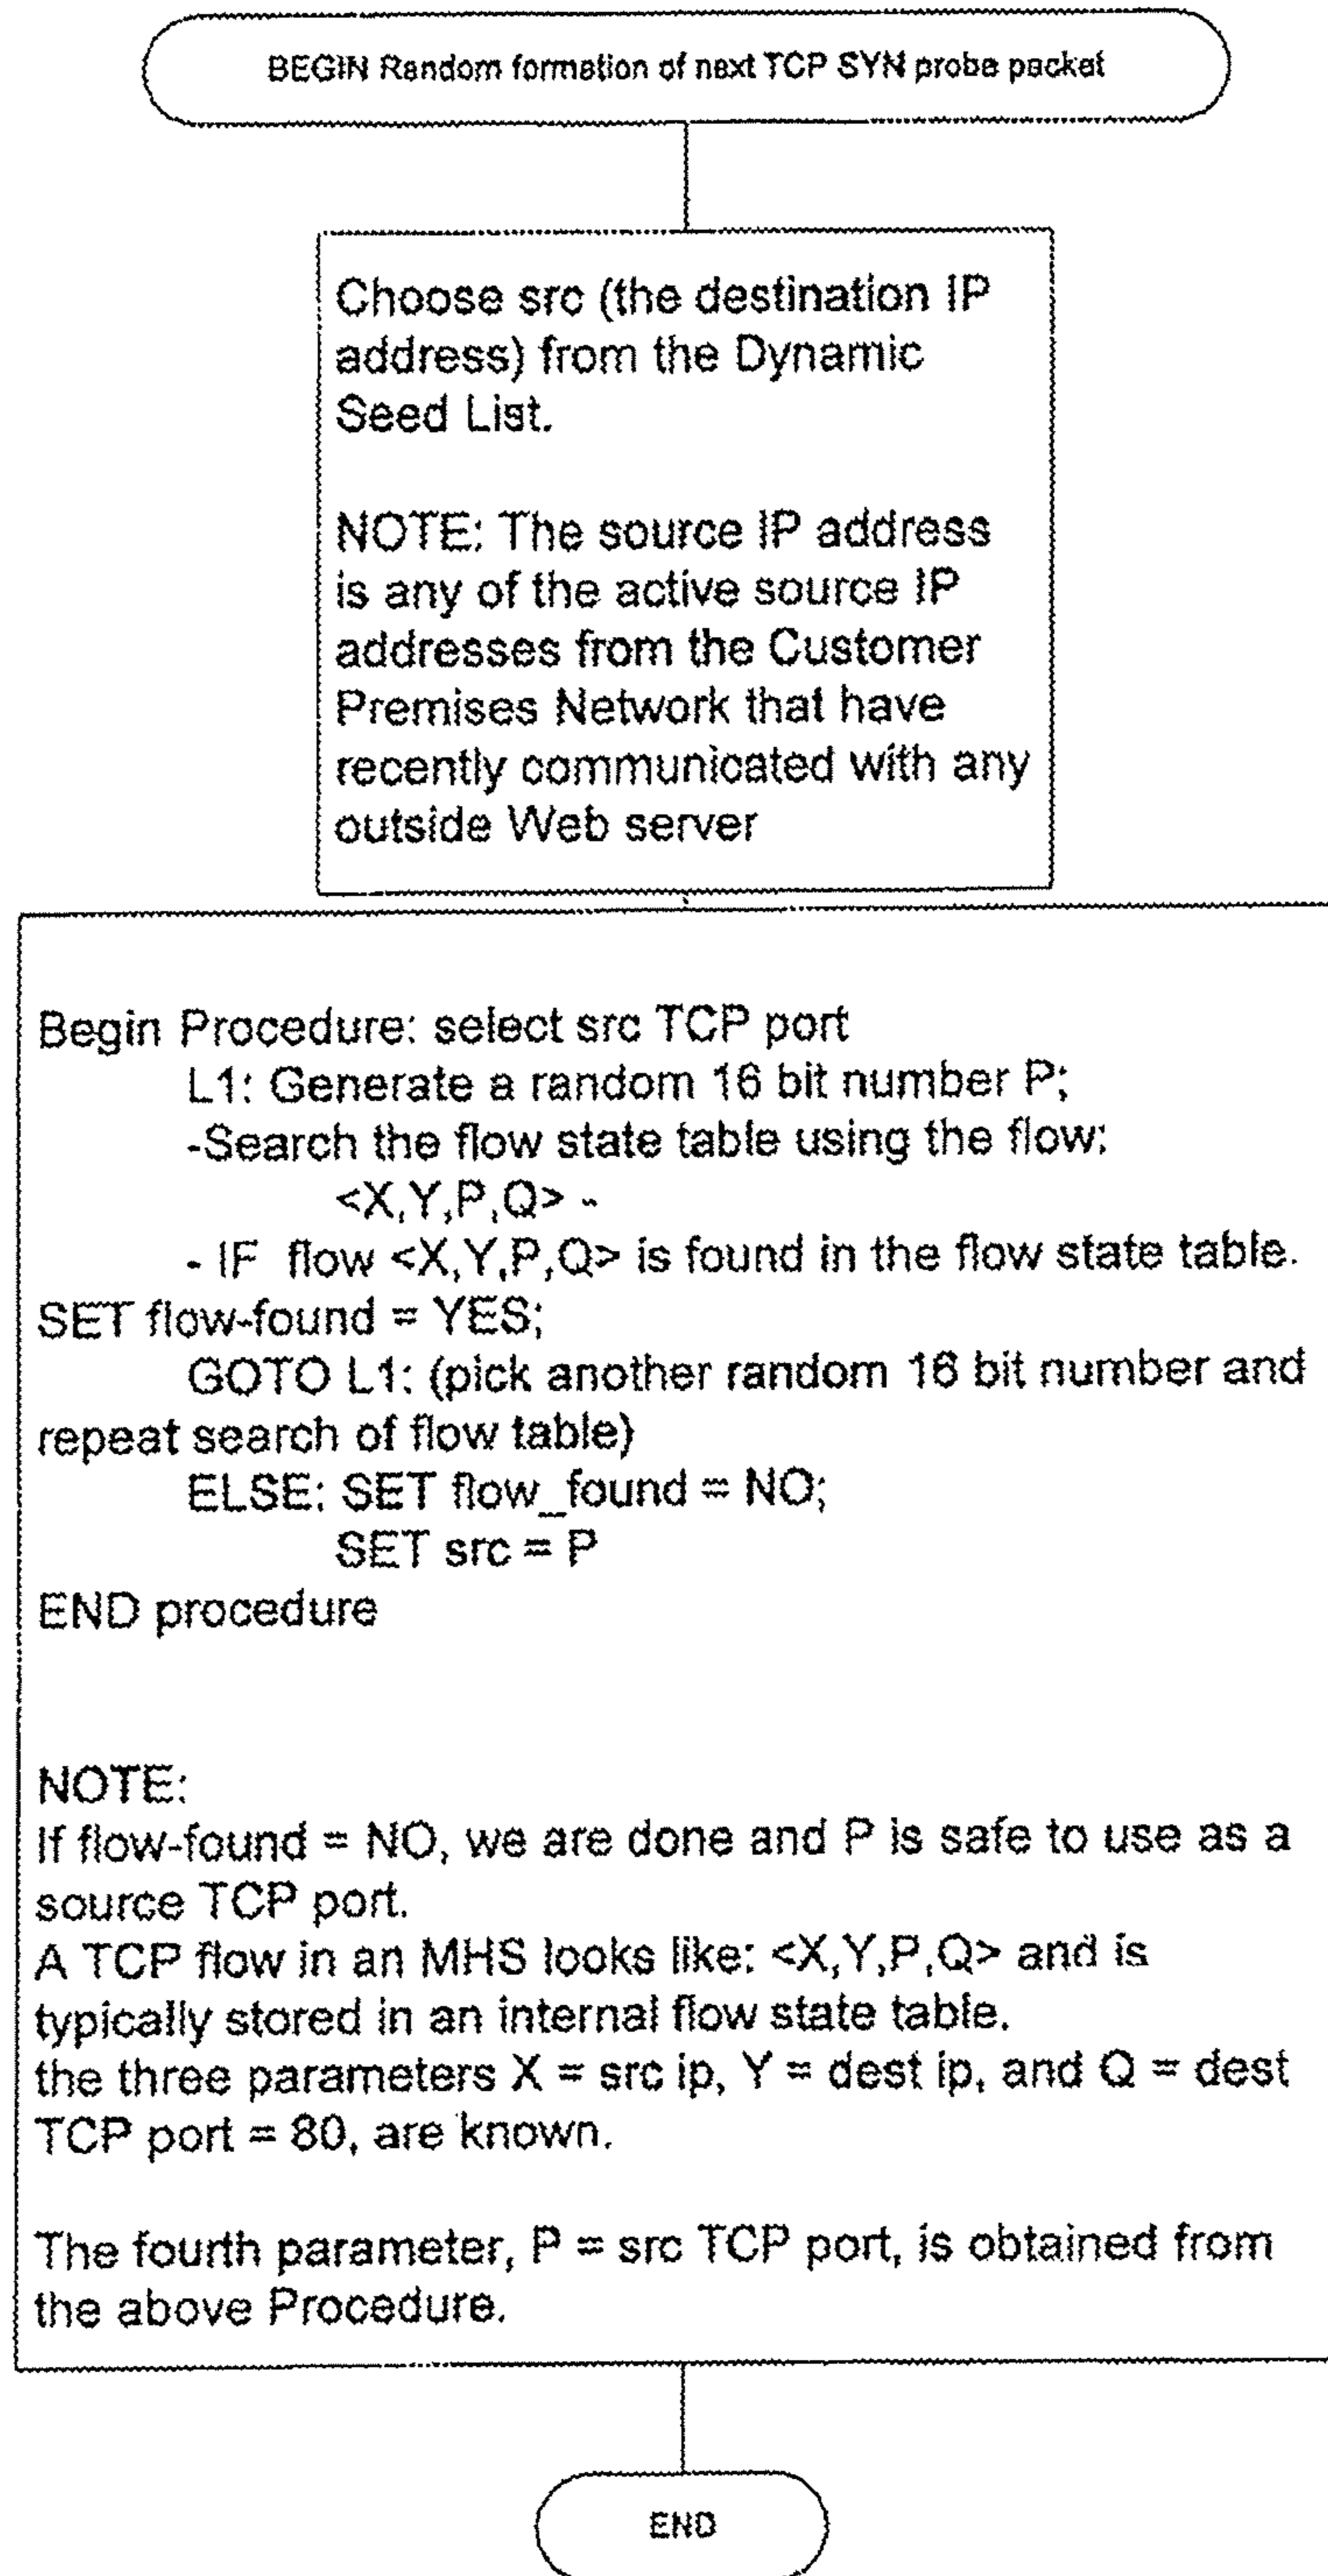 BEGIN Random formation of next TCP SYN probe packet
Choose src (the destination IP
address) from the Dynamic
Seed List.
NOTE: The source IP address
is any of the active source IP
addresses from the Customer
Premises Network that have
recently communicated with any
outside Web server
Begin Procedure: select src TCP port
L1: Generate a random 16 bit number P;
-Search the flow state table using the flow:
<X,Y,P,Q> -
- IF flow <X,Y,P,Q> is found in the flow state table.
SET flow-found = YES;
GOTO L1: (pick another random 16 bit number and
repeat search of flow table)
ELSE: SET flow_found = NO;
SET src = P
END procedure
NOTE:
If flow-found = NO, we are done and P is safe to use as a
source TCP port.
A TCP flow in an MHS looks like: <X,Y,P,Q> and is
typically stored in an internal flow state table.
the three parameters X = src ip, Y = dest ip, and Q = dest
TCP port = 80, are known.
The fourth parameter, P = src TCP port, is obtained from
the above Procedure.
END